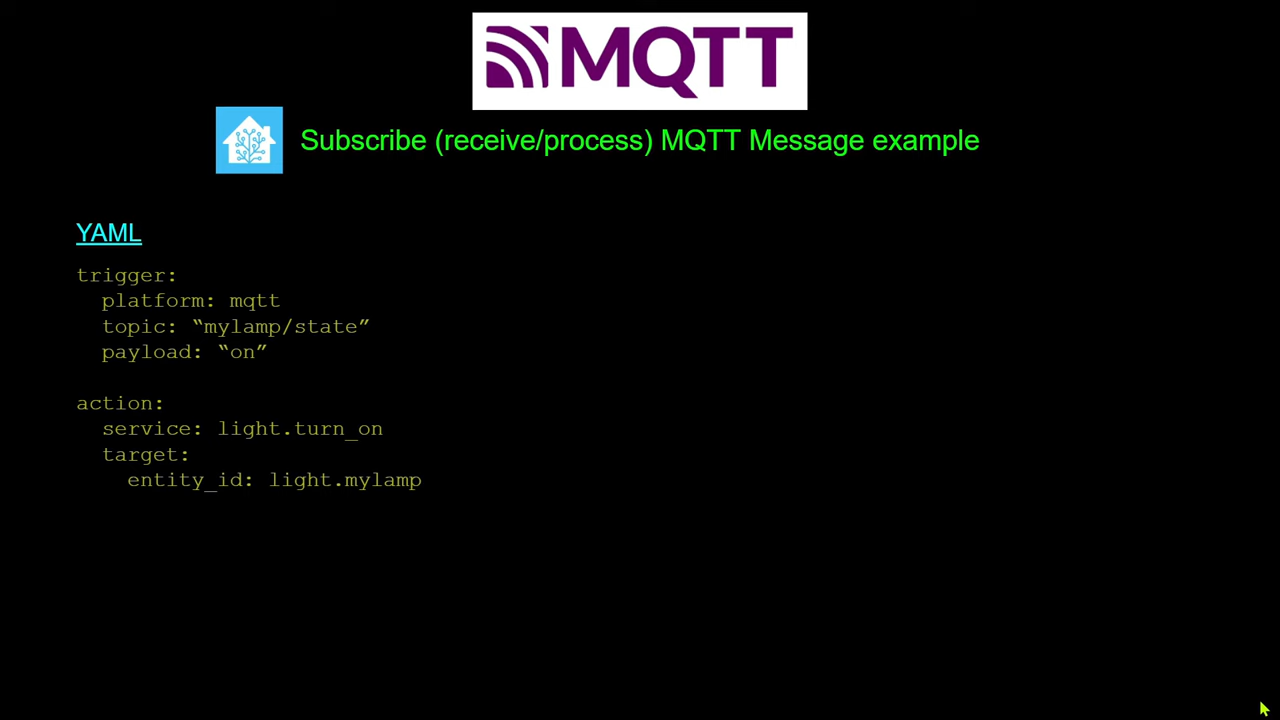 MQTT
Subscribe (receive/process) MQTT Message example
YAML
trigger:
  platform: mqtt
  topic: “mylamp/state”
  payload: “on”
action:
  service: light.turn_on
  target:
    entity_id: light.mylamp